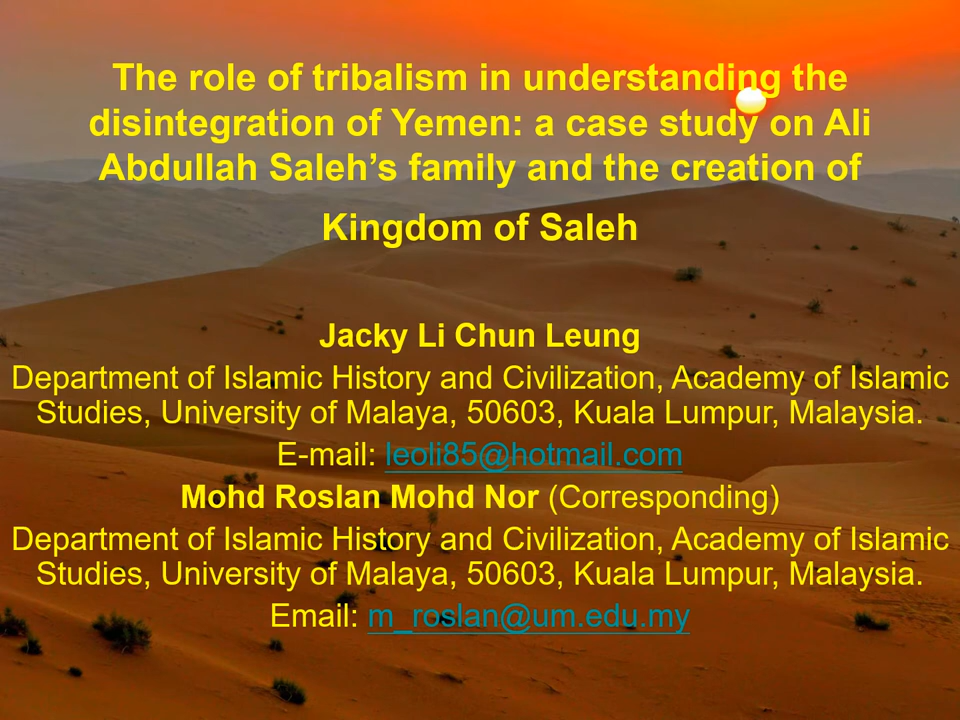 The role of tribalism in understanding the
disintegration of Yemen: a case study on Ali
Abdullah Saleh’s family and the creation of
Kingdom of Saleh
Jacky Li Chun Leung
Department of Islamic History and Civilization, Academy of Islamic
Studies, University of Malaya, 50603, Kuala Lumpur, Malaysia.
E-mail: leoli85@hotmail.com
Mohd Roslan Mohd Nor (Corresponding)
Department of Islamic History and Civilization, Academy of Islamic
Studies, University of Malaya, 50603, Kuala Lumpur, Malaysia.
Email: m_roslan@um.edu.my